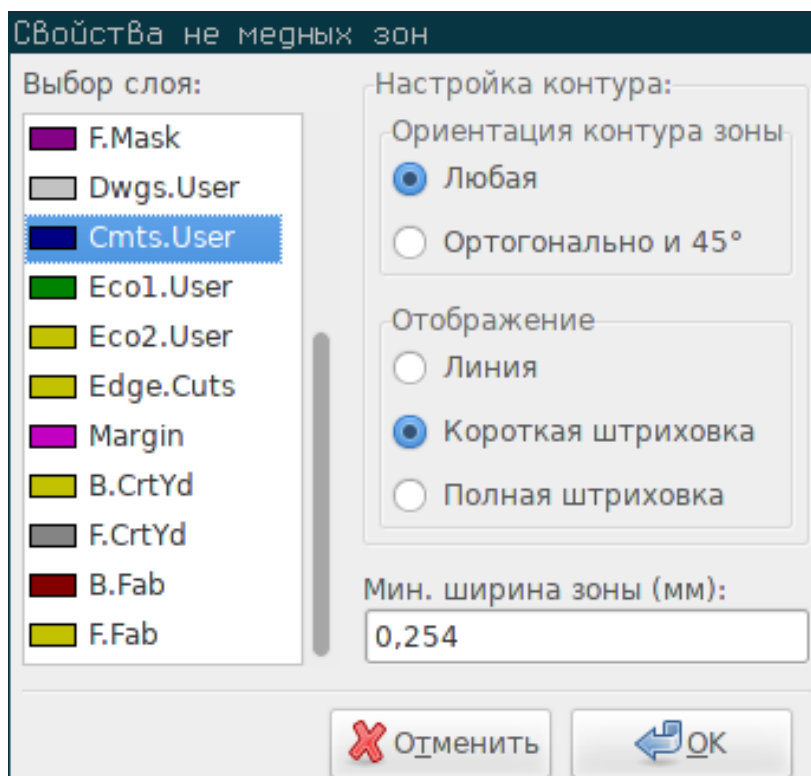 Свойства не медных зон
Выбор слоя:
F.Mask
Dwgs.User
Cmts.User
Eco1.User
Eco2.User
Edge.Cuts
Margin
B.CrtYd
F.CrtYd
B.Fab
F.Fab
Настройка контура:
Ориентация контура зоны
Любая
Ортогонально и 45°
Отображение
Линия
Короткая штриховка
Полная штриховка
Мин. ширина зоны (мм):
0,254
Отменить
OK